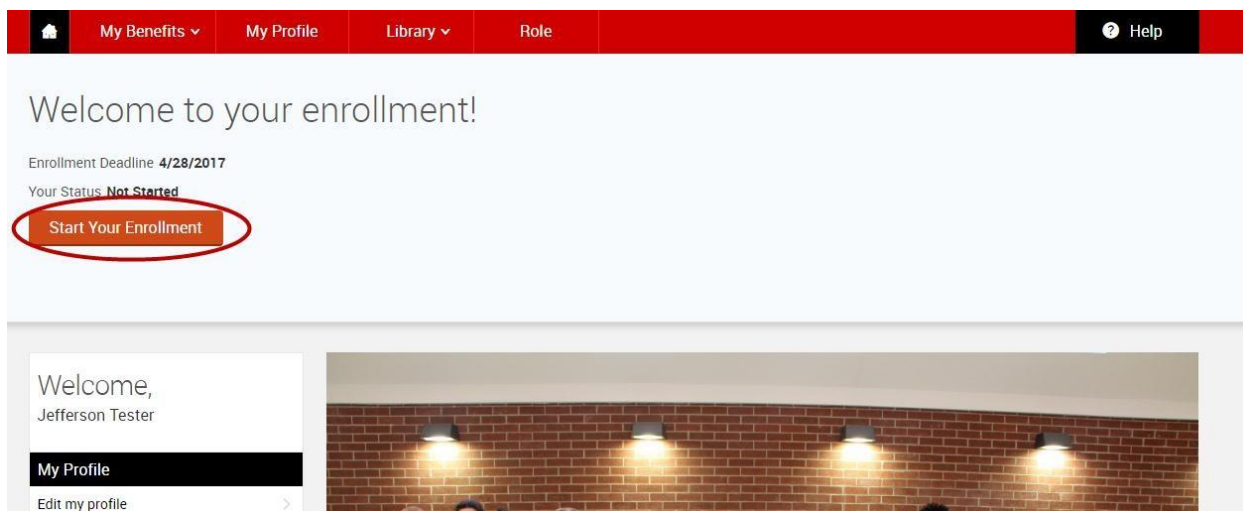 My Benefits My Profile Library Role Help
Welcome to your enrollment!
Enrollment Deadline 4/28/2017
Your Status Not Started
Start Your Enrollment
Welcome,
Jefferson Tester
My Profile
Edit my profile